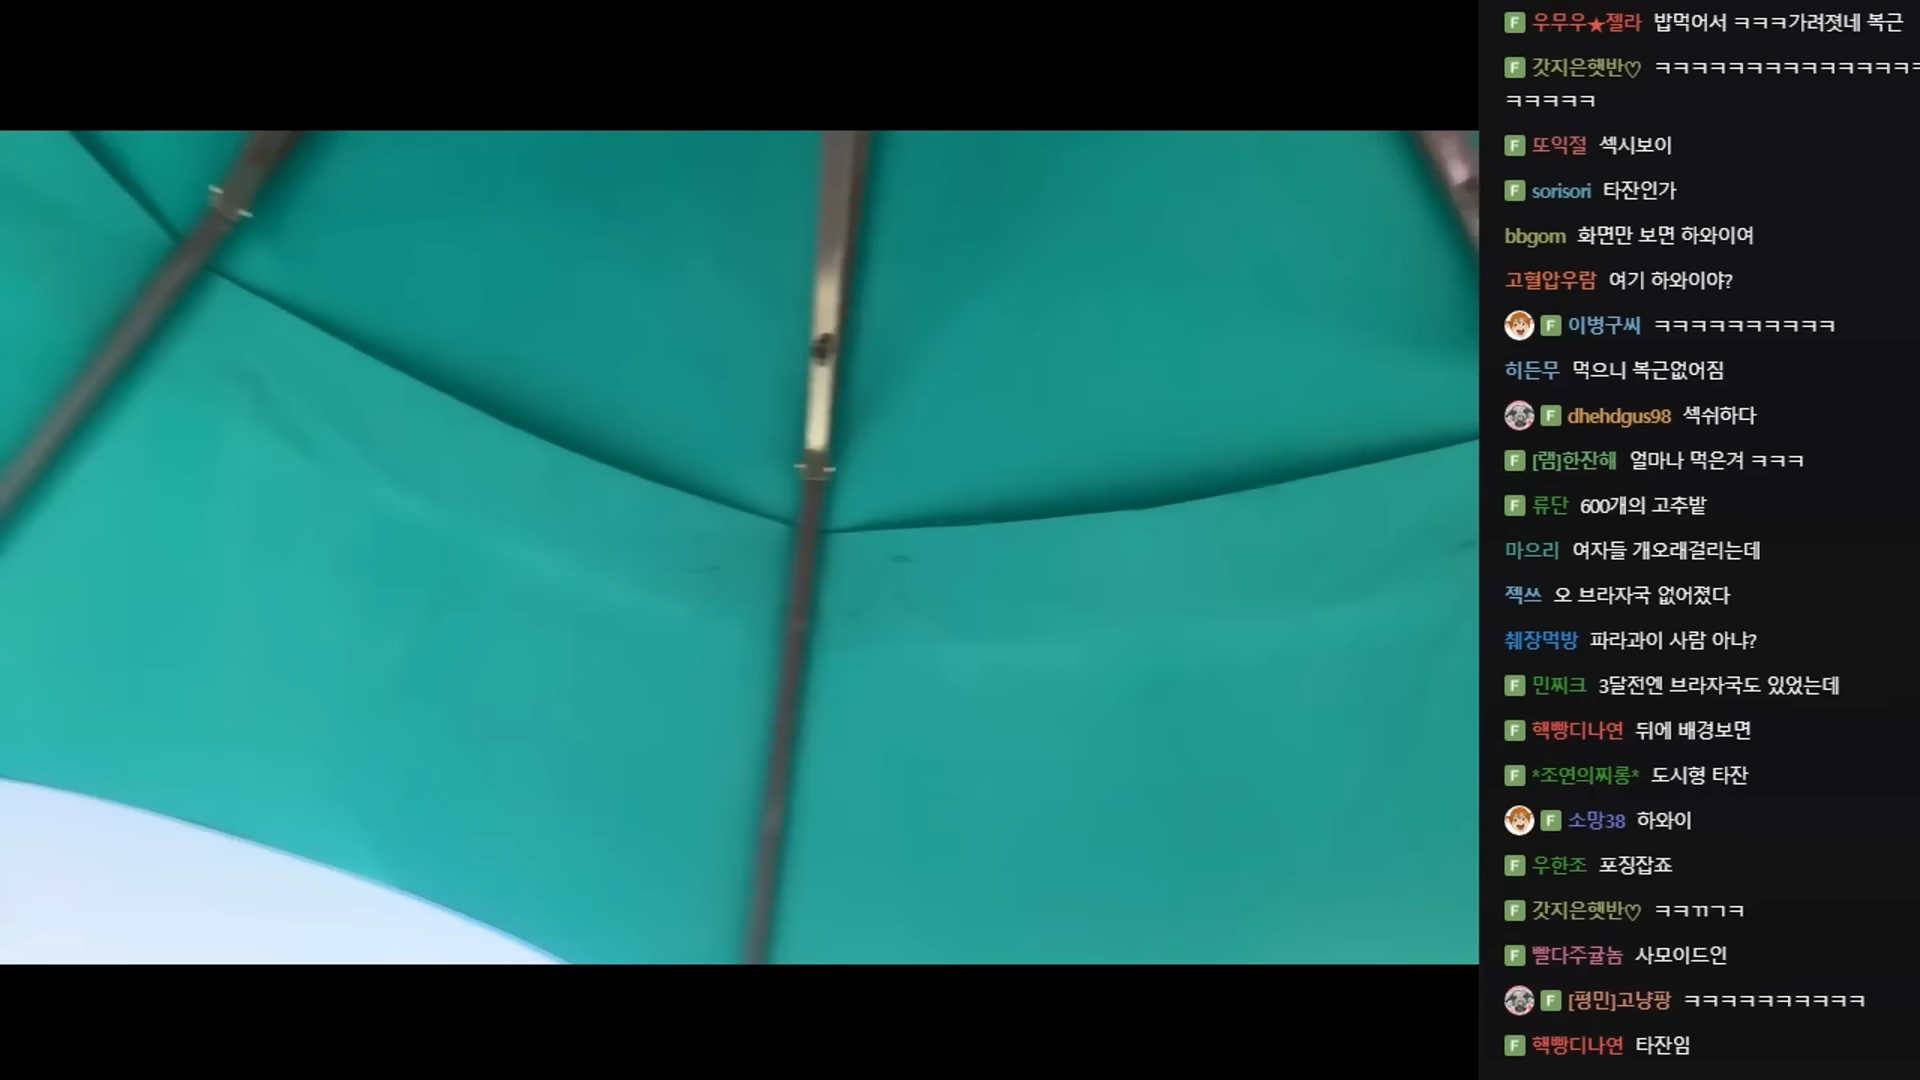 F 우무우★젤라 밥먹어서 ㅋㅋㅋ가려졋네 복근
F 갓지은햇반♡ ㅋㅋㅋㅋㅋㅋㅋㅋㅋㅋㅋㅋㅋㅋㅋ
ㅋㅋㅋㅋㅋ
F 또익절 섹시보이
F sorisori 타잔인가
bbgom 화면만 보면 하와이여
고혈압우람 여기 하와이야?
F 이병구씨 ㅋㅋㅋㅋㅋㅋㅋㅋㅋㅋ
히든무 먹으니 복근없어짐
F dhehdgus98 섹쉬하다
F [램]한잔해 얼마나 먹은겨 ㅋㅋㅋ
F 류단 600개의 고추밭
마으리 여자들 개오래걸리는데
젝쓰 오 브라자국 없어졌다
췌장먹방 파라과이 사람 아냐?
F 민찌크 3달전엔 브라자국도 있었는데
F 핵빵디나연 뒤에 배경보면
F *조연의찌롱* 도시형 타잔
F 소망38 하와이
F 우한조 포징잡죠
F 갓지은햇반♡ ㅋㅋㄲㄱㅋ
F 빨다주귤놈 사모이드인
F [평민]고냥팡 ㅋㅋㅋㅋㅋㅋㅋㅋㅋㅋ
F 핵빵디나연 타잔임